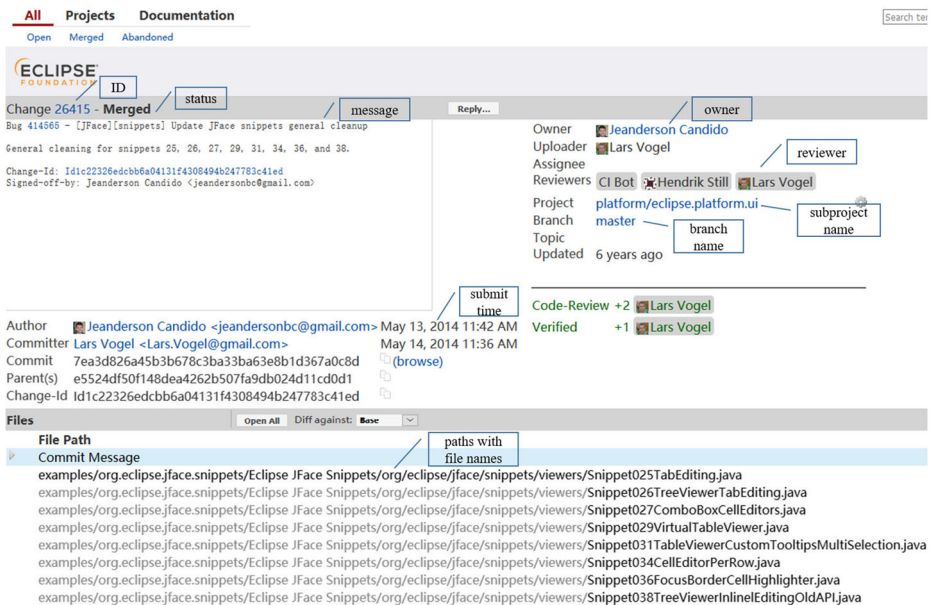 All Projects Documentation
Open Merged Abandoned
Search ter
ECLIPSE
FOUNDATION
ID
status
message
owner
Change 26415 - Merged
Reply...
Bug 414565 - [JFace][snippets] Update JFace snippets general cleanup
General cleaning for snippets 25, 26, 27, 29, 31, 34, 36, and 38.
Change-Id: Id1c22326edcbb6a04131f4308494b247783c41ed
Signed-off-by: Jeanderson Candido <jeandersonbc@gmail.com>
Owner Jeanderson Candido
Uploader Lars Vogel
reviewer
Assignee
Reviewers CI Bot Hendrik Still Lars Vogel
Project platform/eclipse.platform.ui
subproject
name
Branch master
branch
name
Topic
Updated 6 years ago
submit
time
Code-Review +2 Lars Vogel
Verified +1 Lars Vogel
Author Jeanderson Candido <jeandersonbc@gmail.com> May 13, 2014 11:42 AM
Committer Lars Vogel <Lars.Vogel@gmail.com> May 14, 2014 11:36 AM
Commit 7ea3d826a45b3b678c3ba33ba63e8b1d367a0c8d (browse)
Parent(s) e5524df50f148dea4262b507fa9db024d11cd0d1
Change-Id Id1c22326edcbb6a04131f4308494b247783c41ed
Files Open All Diff against: Base
File Path
paths with
file names
Commit Message
examples/org.eclipse.jface.snippets/Eclipse JFace Snippets/org/eclipse/jface/snippets/viewers/Snippet025TabEditing.java
examples/org.eclipse.jface.snippets/Eclipse JFace Snippets/org/eclipse/jface/snippets/viewers/Snippet026TreeViewerTabEditing.java
examples/org.eclipse.jface.snippets/Eclipse JFace Snippets/org/eclipse/jface/snippets/viewers/Snippet027ComboBoxCellEditors.java
examples/org.eclipse.jface.snippets/Eclipse JFace Snippets/org/eclipse/jface/snippets/viewers/Snippet029VirtualTableViewer.java
examples/org.eclipse.jface.snippets/Eclipse JFace Snippets/org/eclipse/jface/snippets/viewers/Snippet031TableViewerCustomTooltipsMultiSelection.java
examples/org.eclipse.jface.snippets/Eclipse JFace Snippets/org/eclipse/jface/snippets/viewers/Snippet034CellEditorPerRow.java
examples/org.eclipse.jface.snippets/Eclipse JFace Snippets/org/eclipse/jface/snippets/viewers/Snippet036FocusBorderCellHighlighter.java
examples/org.eclipse.jface.snippets/Eclipse JFace Snippets/org/eclipse/jface/snippets/viewers/Snippet038TreeViewerInlinelEditingOldAPI.java